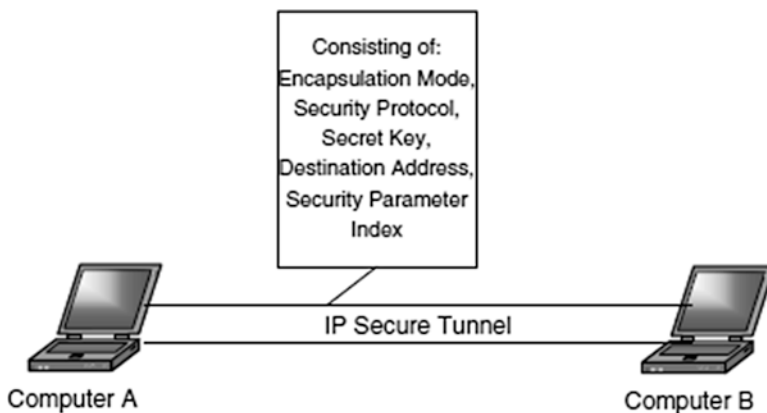 Consisting of:
Encapsulation Mode,
Security Protocol,
Secret Key,
Destination Address,
Security Parameter
Index
IP Secure Tunnel
Computer A
Computer B